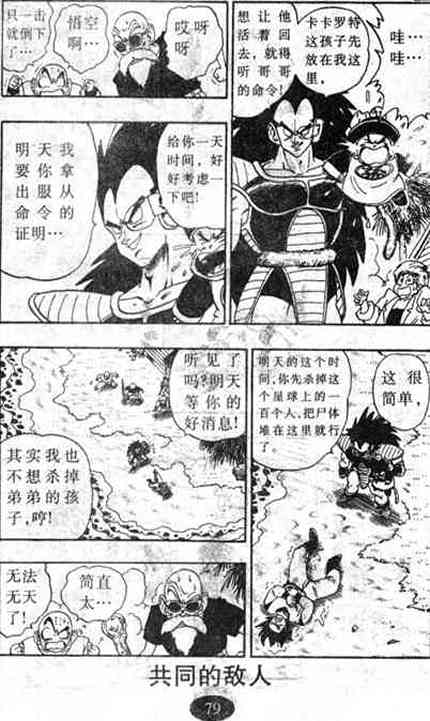 哇…
哇…
卡卡罗特
这孩子先
放在我这
里,
想让他
活着回
去,就得
听哥哥
的命令!
哎呀
呀
悟空
啊…
只一击下
就倒
了…
给你一天
时间,好
好考虑一
下吧!
明天我
要你拿
出服从
命令的
证明…
这很
简单,
明天的这个时
间,你先杀掉这
个星球上的一
百个人,把尸体
堆在这里就行
了。
听见了
吗?明天
等你的
好消息!
其实我也
不想杀掉
弟弟的孩
子,哼!
简直
太…
无法
无天
了!
共同的敌人
79